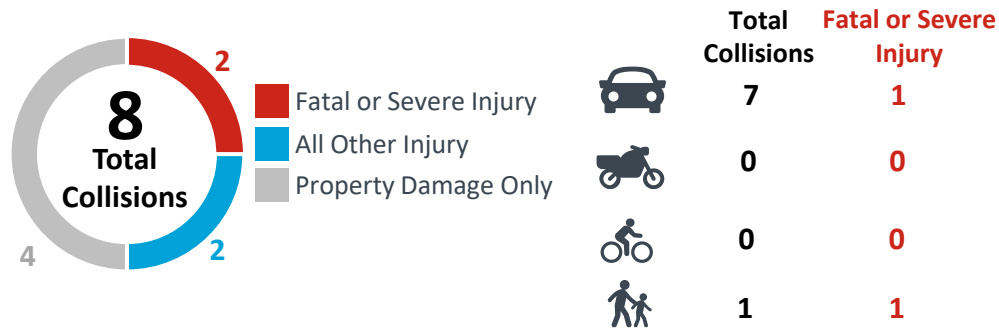 2
8
Total
Collisions
4
2
Fatal or Severe Injury
All Other Injury
Property Damage Only
Total
Collisions
Fatal or Severe
Injury
7 1
0 0
0 0
1 1